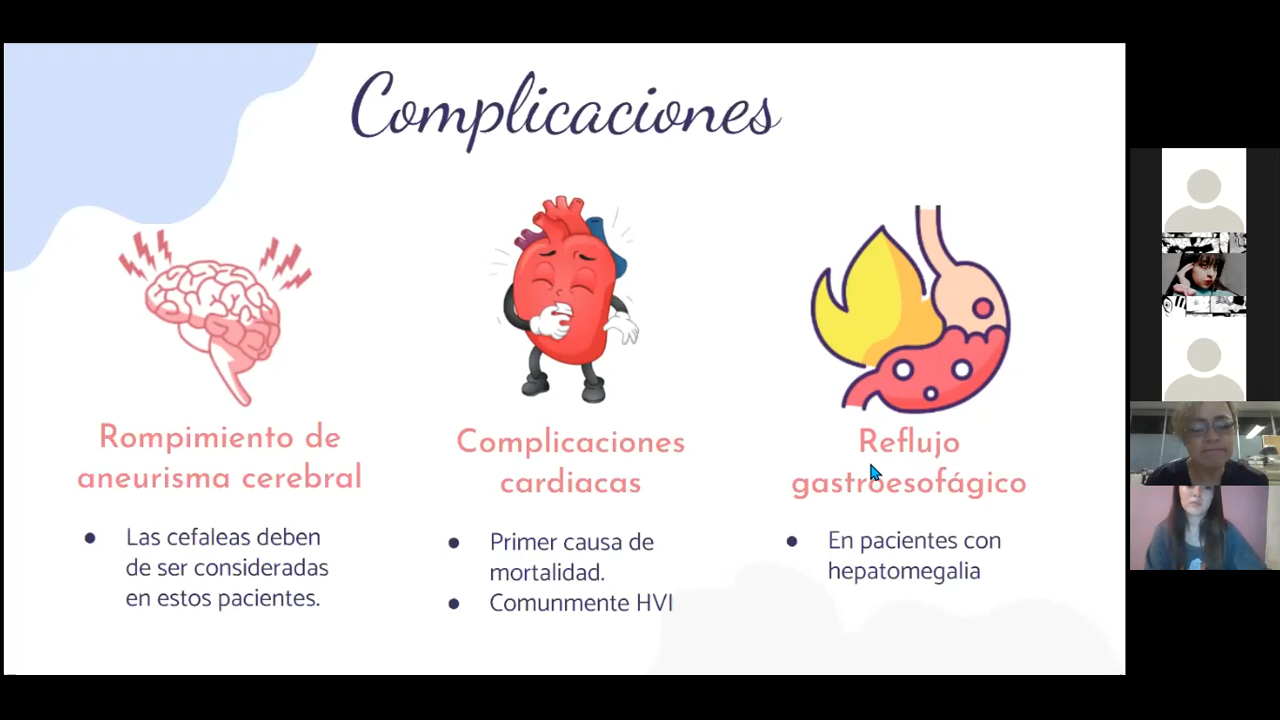 Complicaciones
Rompimiento de
aneurisma cerebral
Las cefaleas deben
de ser consideradas
en estos pacientes.
Complicaciones
cardiacas
Primer causa de
mortalidad.
Comunmente HVI
Reflujo
gastroesofágico
En pacientes con
hepatomegalia